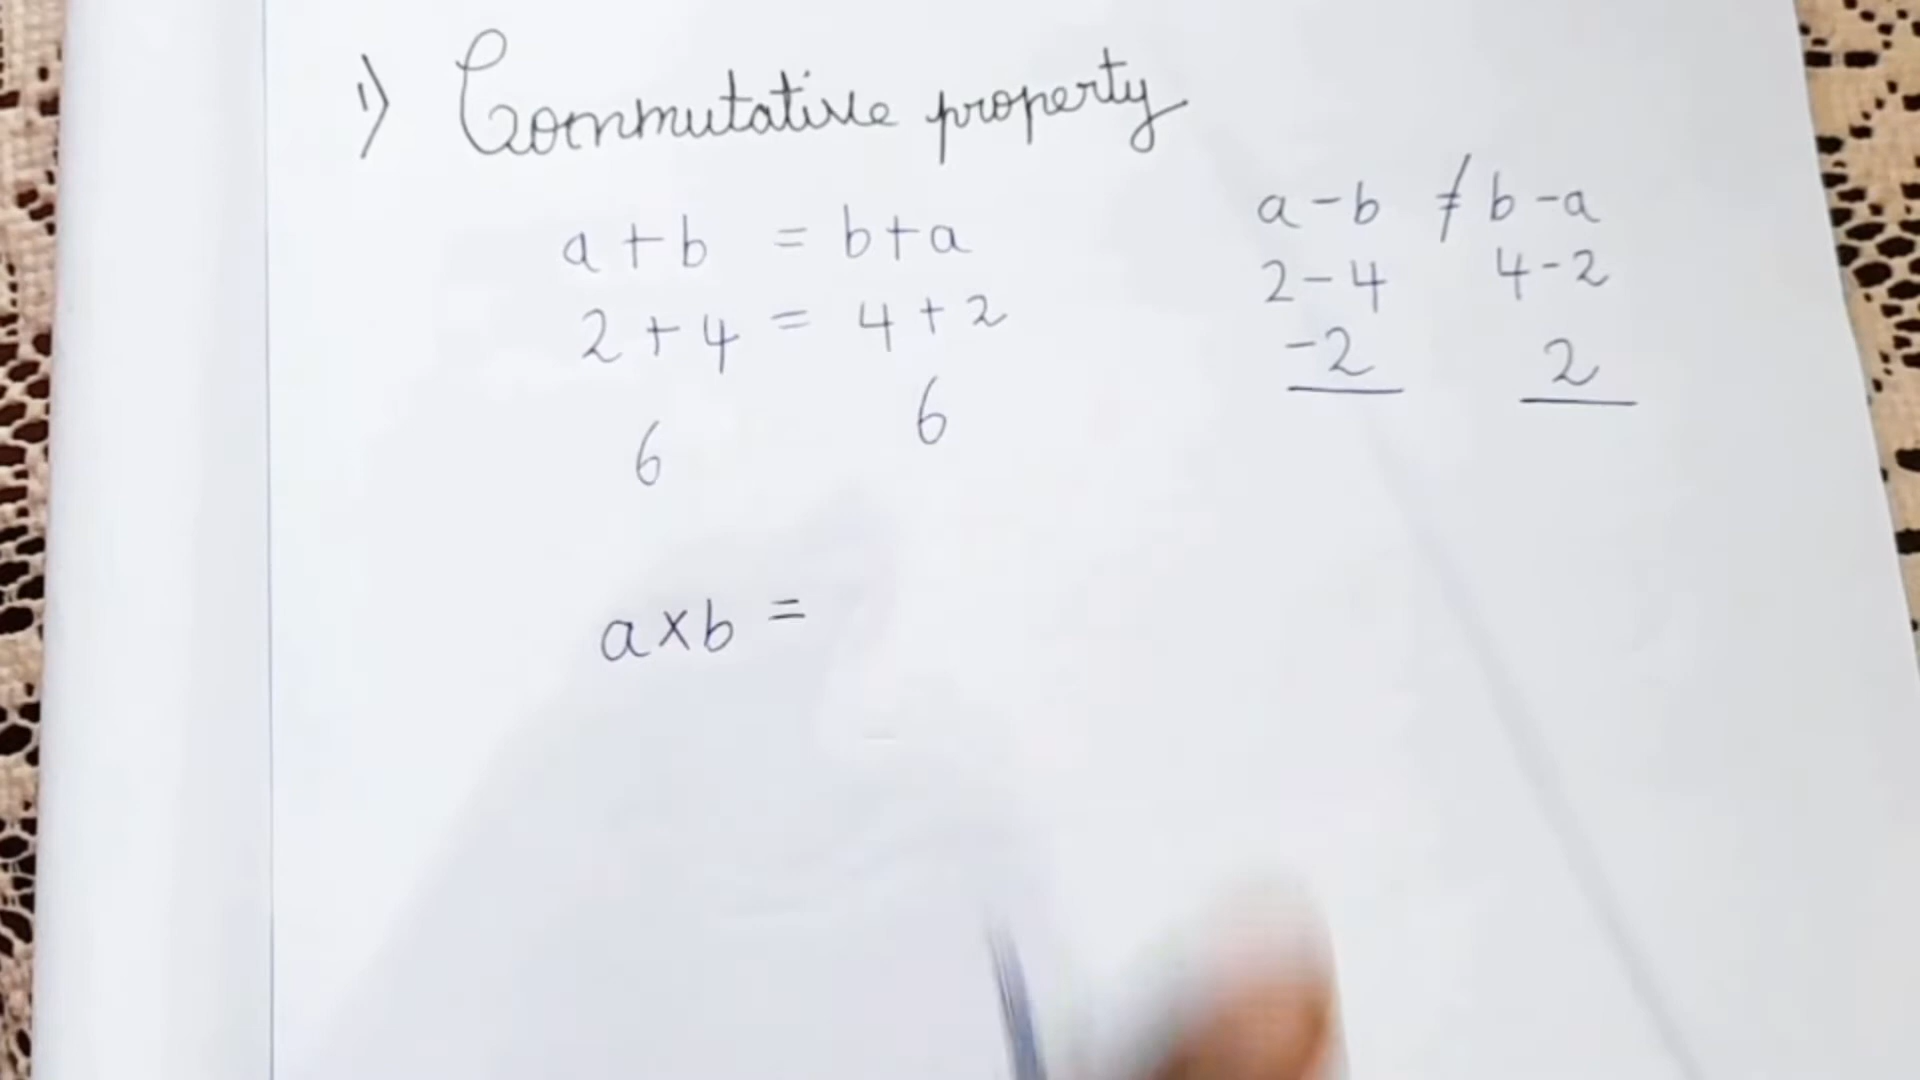 1) Commutative property
a + b = b + a
2 + 4 = 4 + 2
6 6
a - b ≠ b - a
2 - 4 4 - 2
-2 2
a x b =